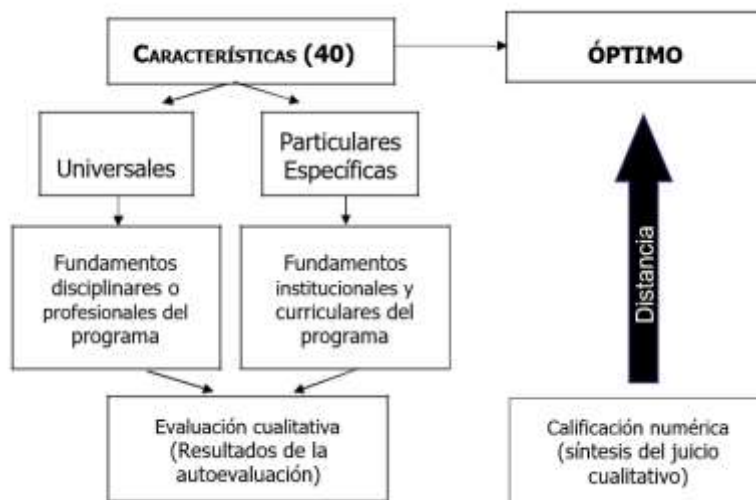 CARACTERÍSTICAS (40)
ÓPTIMO
Universales
Particulares
Específicas
Fundamentos
disciplinares o
profesionales del
programa
Fundamentos
institucionales y
curriculares del
programa
Distancia
Evaluación cualitativa
(Resultados de la
autoevaluación)
Calificación numérica
(síntesis del juicio
cualitativo)